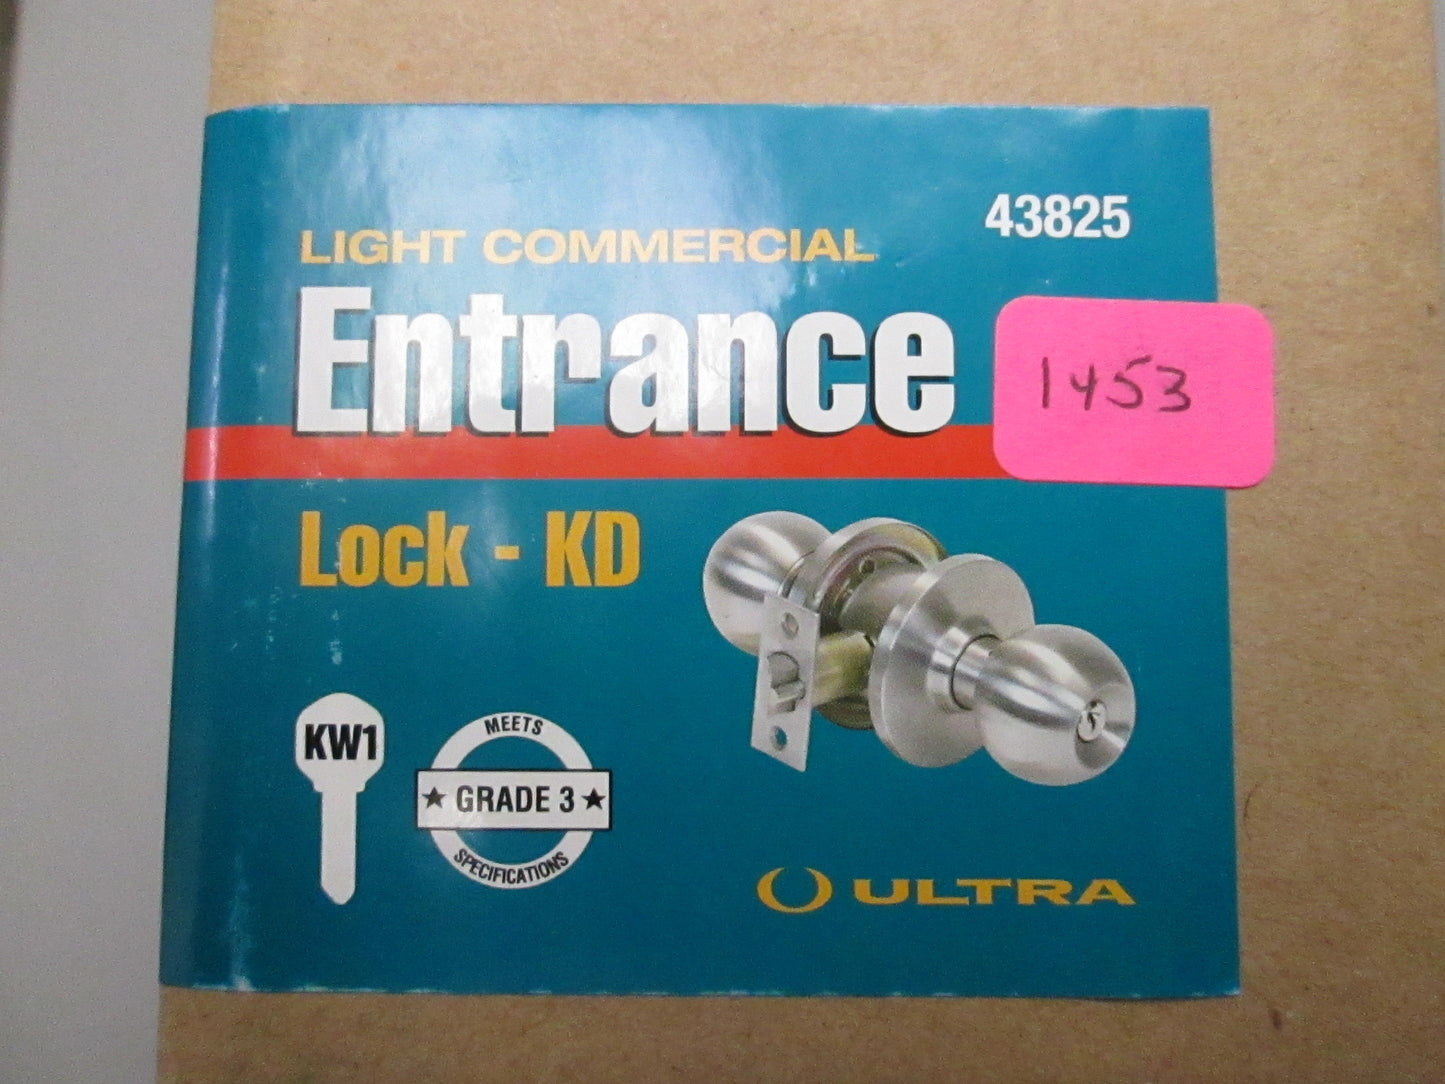 43825
LIGHT COMMERCIAL
Entrance
1453
Lock - KD
KW1
MEETS
★ GRADE 3 ★
SPECIFICATIONS
ULTRA